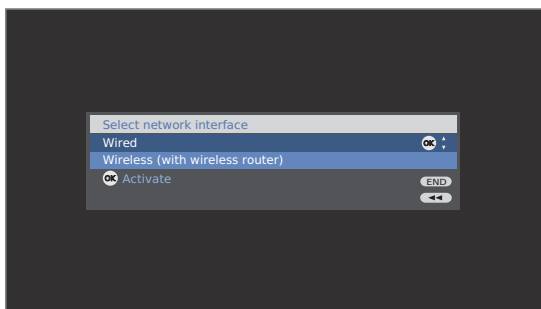 Select network interface
Wired OK
Wireless (with wireless router)
OK Activate
END